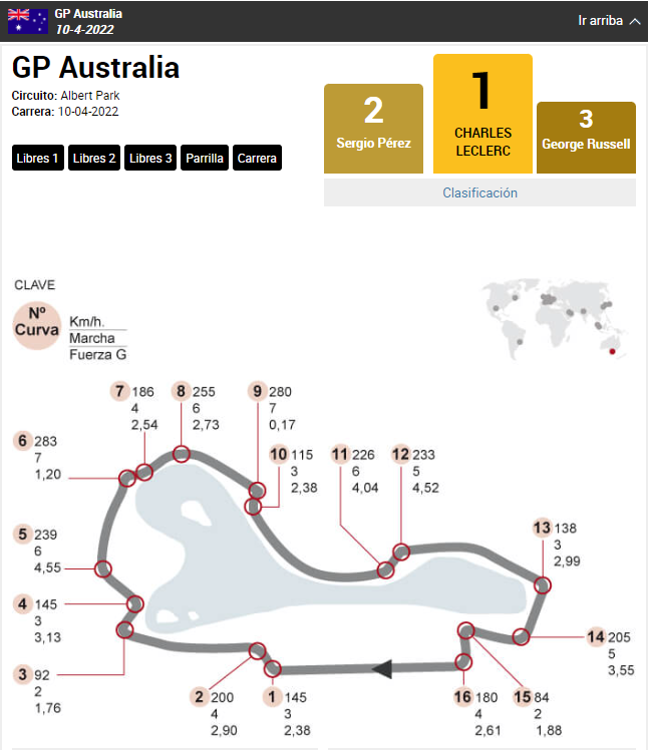 GP Australia
10-4-2022
Ir arriba
GP Australia
Circuito: Albert Park
Carrera: 10-04-2022
Libres 1
Libres 2
Libres 3
Parrilla
Carrera
2
Sergio Pérez
1
CHARLES
LECLERC
3
George Russell
Clasificación
CLAVE
Nº
Curva
Km/h.
Marcha
Fuerza G
7 186
4
2,54
8 255
6
2,73
9 280
7
0,17
6 283
7
1,20
10 115
3
2,38
11 226
6
4,04
12 233
5
4,52
5 239
6
4,55
13 138
3
2,99
4 145
3
3,13
14 205
5
3,55
3 92
2
1,76
2 200
4
2,90
1 145
3
2,38
16 180
4
2,61
15 84
2
1,88